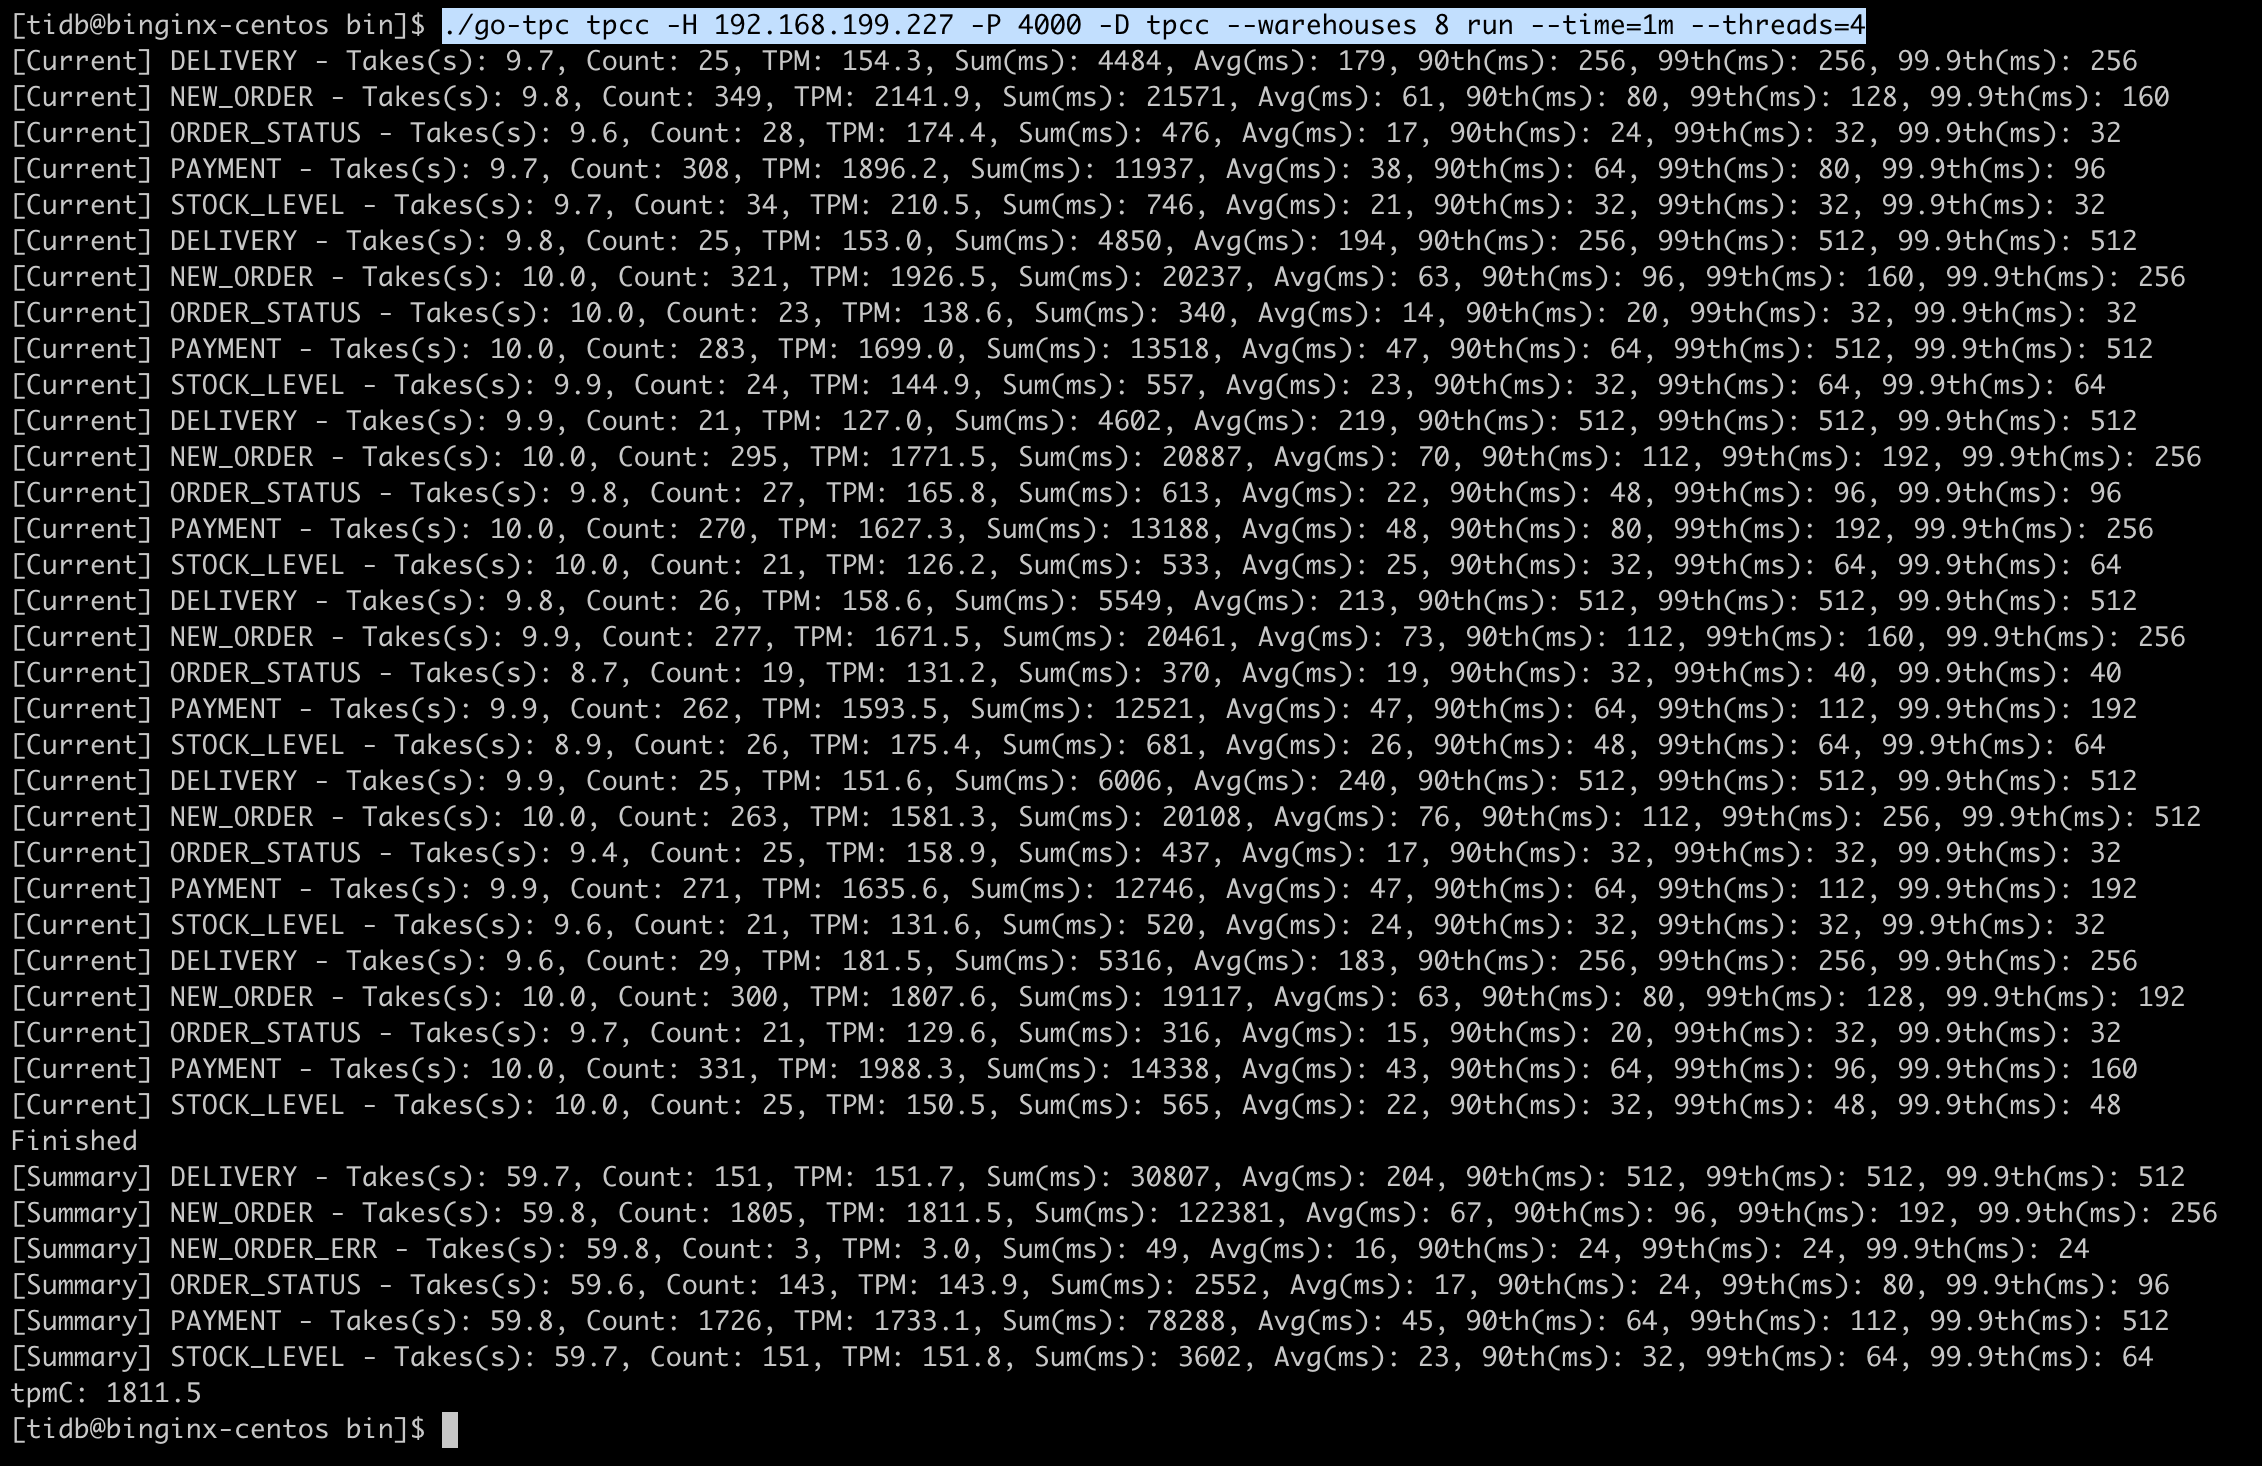 [tidb@binginx-centos bin]$ ./go-tpc tpcc -H 192.168.199.227 -P 4000 -D tpcc --warehouses 8 run --time=1m --threads=4
[Current] DELIVERY - Takes(s): 9.7, Count: 25, TPM: 154.3, Sum(ms): 4484, Avg(ms): 179, 90th(ms): 256, 99th(ms): 256, 99.9th(ms): 256
[Current] NEW_ORDER - Takes(s): 9.8, Count: 349, TPM: 2141.9, Sum(ms): 21571, Avg(ms): 61, 90th(ms): 80, 99th(ms): 128, 99.9th(ms): 160
[Current] ORDER_STATUS - Takes(s): 9.6, Count: 28, TPM: 174.4, Sum(ms): 476, Avg(ms): 17, 90th(ms): 24, 99th(ms): 32, 99.9th(ms): 32
[Current] PAYMENT - Takes(s): 9.7, Count: 308, TPM: 1896.2, Sum(ms): 11937, Avg(ms): 38, 90th(ms): 64, 99th(ms): 80, 99.9th(ms): 96
[Current] STOCK_LEVEL - Takes(s): 9.7, Count: 34, TPM: 210.5, Sum(ms): 746, Avg(ms): 21, 90th(ms): 32, 99th(ms): 32, 99.9th(ms): 32
[Current] DELIVERY - Takes(s): 9.8, Count: 25, TPM: 153.0, Sum(ms): 4850, Avg(ms): 194, 90th(ms): 256, 99th(ms): 512, 99.9th(ms): 512
[Current] NEW_ORDER - Takes(s): 10.0, Count: 321, TPM: 1926.5, Sum(ms): 20237, Avg(ms): 63, 90th(ms): 96, 99th(ms): 160, 99.9th(ms): 256
[Current] ORDER_STATUS - Takes(s): 10.0, Count: 23, TPM: 138.6, Sum(ms): 340, Avg(ms): 14, 90th(ms): 20, 99th(ms): 32, 99.9th(ms): 32
[Current] PAYMENT - Takes(s): 10.0, Count: 283, TPM: 1699.0, Sum(ms): 13518, Avg(ms): 47, 90th(ms): 64, 99th(ms): 512, 99.9th(ms): 512
[Current] STOCK_LEVEL - Takes(s): 9.9, Count: 24, TPM: 144.9, Sum(ms): 557, Avg(ms): 23, 90th(ms): 32, 99th(ms): 64, 99.9th(ms): 64
[Current] DELIVERY - Takes(s): 9.9, Count: 21, TPM: 127.0, Sum(ms): 4602, Avg(ms): 219, 90th(ms): 512, 99th(ms): 512, 99.9th(ms): 512
[Current] NEW_ORDER - Takes(s): 10.0, Count: 295, TPM: 1771.5, Sum(ms): 20887, Avg(ms): 70, 90th(ms): 112, 99th(ms): 192, 99.9th(ms): 256
[Current] ORDER_STATUS - Takes(s): 9.8, Count: 27, TPM: 165.8, Sum(ms): 613, Avg(ms): 22, 90th(ms): 48, 99th(ms): 96, 99.9th(ms): 96
[Current] PAYMENT - Takes(s): 10.0, Count: 270, TPM: 1627.3, Sum(ms): 13188, Avg(ms): 48, 90th(ms): 80, 99th(ms): 192, 99.9th(ms): 256
[Current] STOCK_LEVEL - Takes(s): 10.0, Count: 21, TPM: 126.2, Sum(ms): 533, Avg(ms): 25, 90th(ms): 32, 99th(ms): 64, 99.9th(ms): 64
[Current] DELIVERY - Takes(s): 9.8, Count: 26, TPM: 158.6, Sum(ms): 5549, Avg(ms): 213, 90th(ms): 512, 99th(ms): 512, 99.9th(ms): 512
[Current] NEW_ORDER - Takes(s): 9.9, Count: 277, TPM: 1671.5, Sum(ms): 20461, Avg(ms): 73, 90th(ms): 112, 99th(ms): 160, 99.9th(ms): 256
[Current] ORDER_STATUS - Takes(s): 8.7, Count: 19, TPM: 131.2, Sum(ms): 370, Avg(ms): 19, 90th(ms): 32, 99th(ms): 40, 99.9th(ms): 40
[Current] PAYMENT - Takes(s): 9.9, Count: 262, TPM: 1593.5, Sum(ms): 12521, Avg(ms): 47, 90th(ms): 64, 99th(ms): 112, 99.9th(ms): 192
[Current] STOCK_LEVEL - Takes(s): 8.9, Count: 26, TPM: 175.4, Sum(ms): 681, Avg(ms): 26, 90th(ms): 48, 99th(ms): 64, 99.9th(ms): 64
[Current] DELIVERY - Takes(s): 9.9, Count: 25, TPM: 151.6, Sum(ms): 6006, Avg(ms): 240, 90th(ms): 512, 99th(ms): 512, 99.9th(ms): 512
[Current] NEW_ORDER - Takes(s): 10.0, Count: 263, TPM: 1581.3, Sum(ms): 20108, Avg(ms): 76, 90th(ms): 112, 99th(ms): 256, 99.9th(ms): 512
[Current] ORDER_STATUS - Takes(s): 9.4, Count: 25, TPM: 158.9, Sum(ms): 437, Avg(ms): 17, 90th(ms): 32, 99th(ms): 32, 99.9th(ms): 32
[Current] PAYMENT - Takes(s): 9.9, Count: 271, TPM: 1635.6, Sum(ms): 12746, Avg(ms): 47, 90th(ms): 64, 99th(ms): 112, 99.9th(ms): 192
[Current] STOCK_LEVEL - Takes(s): 9.6, Count: 21, TPM: 131.6, Sum(ms): 520, Avg(ms): 24, 90th(ms): 32, 99th(ms): 32, 99.9th(ms): 32
[Current] DELIVERY - Takes(s): 9.6, Count: 29, TPM: 181.5, Sum(ms): 5316, Avg(ms): 183, 90th(ms): 256, 99th(ms): 256, 99.9th(ms): 256
[Current] NEW_ORDER - Takes(s): 10.0, Count: 300, TPM: 1807.6, Sum(ms): 19117, Avg(ms): 63, 90th(ms): 80, 99th(ms): 128, 99.9th(ms): 192
[Current] ORDER_STATUS - Takes(s): 9.7, Count: 21, TPM: 129.6, Sum(ms): 316, Avg(ms): 15, 90th(ms): 20, 99th(ms): 32, 99.9th(ms): 32
[Current] PAYMENT - Takes(s): 10.0, Count: 331, TPM: 1988.3, Sum(ms): 14338, Avg(ms): 43, 90th(ms): 64, 99th(ms): 96, 99.9th(ms): 160
[Current] STOCK_LEVEL - Takes(s): 10.0, Count: 25, TPM: 150.5, Sum(ms): 565, Avg(ms): 22, 90th(ms): 32, 99th(ms): 48, 99.9th(ms): 48
Finished
[Summary] DELIVERY - Takes(s): 59.7, Count: 151, TPM: 151.7, Sum(ms): 30807, Avg(ms): 204, 90th(ms): 512, 99th(ms): 512, 99.9th(ms): 512
[Summary] NEW_ORDER - Takes(s): 59.8, Count: 1805, TPM: 1811.5, Sum(ms): 122381, Avg(ms): 67, 90th(ms): 96, 99th(ms): 192, 99.9th(ms): 256
[Summary] NEW_ORDER_ERR - Takes(s): 59.8, Count: 3, TPM: 3.0, Sum(ms): 49, Avg(ms): 16, 90th(ms): 24, 99th(ms): 24, 99.9th(ms): 24
[Summary] ORDER_STATUS - Takes(s): 59.6, Count: 143, TPM: 143.9, Sum(ms): 2552, Avg(ms): 17, 90th(ms): 24, 99th(ms): 80, 99.9th(ms): 96
[Summary] PAYMENT - Takes(s): 59.8, Count: 1726, TPM: 1733.1, Sum(ms): 78288, Avg(ms): 45, 90th(ms): 64, 99th(ms): 112, 99.9th(ms): 512
[Summary] STOCK_LEVEL - Takes(s): 59.7, Count: 151, TPM: 151.8, Sum(ms): 3602, Avg(ms): 23, 90th(ms): 32, 99th(ms): 64, 99.9th(ms): 64
tpmC: 1811.5
[tidb@binginx-centos bin]$